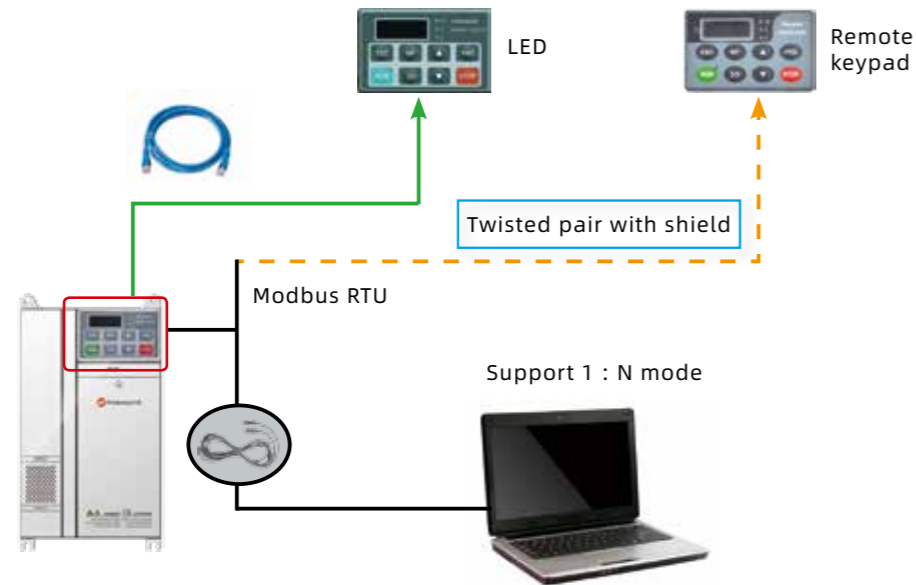 LED
Remote
keypad
Twisted pair with shield
Modbus RTU
Support 1 : N mode